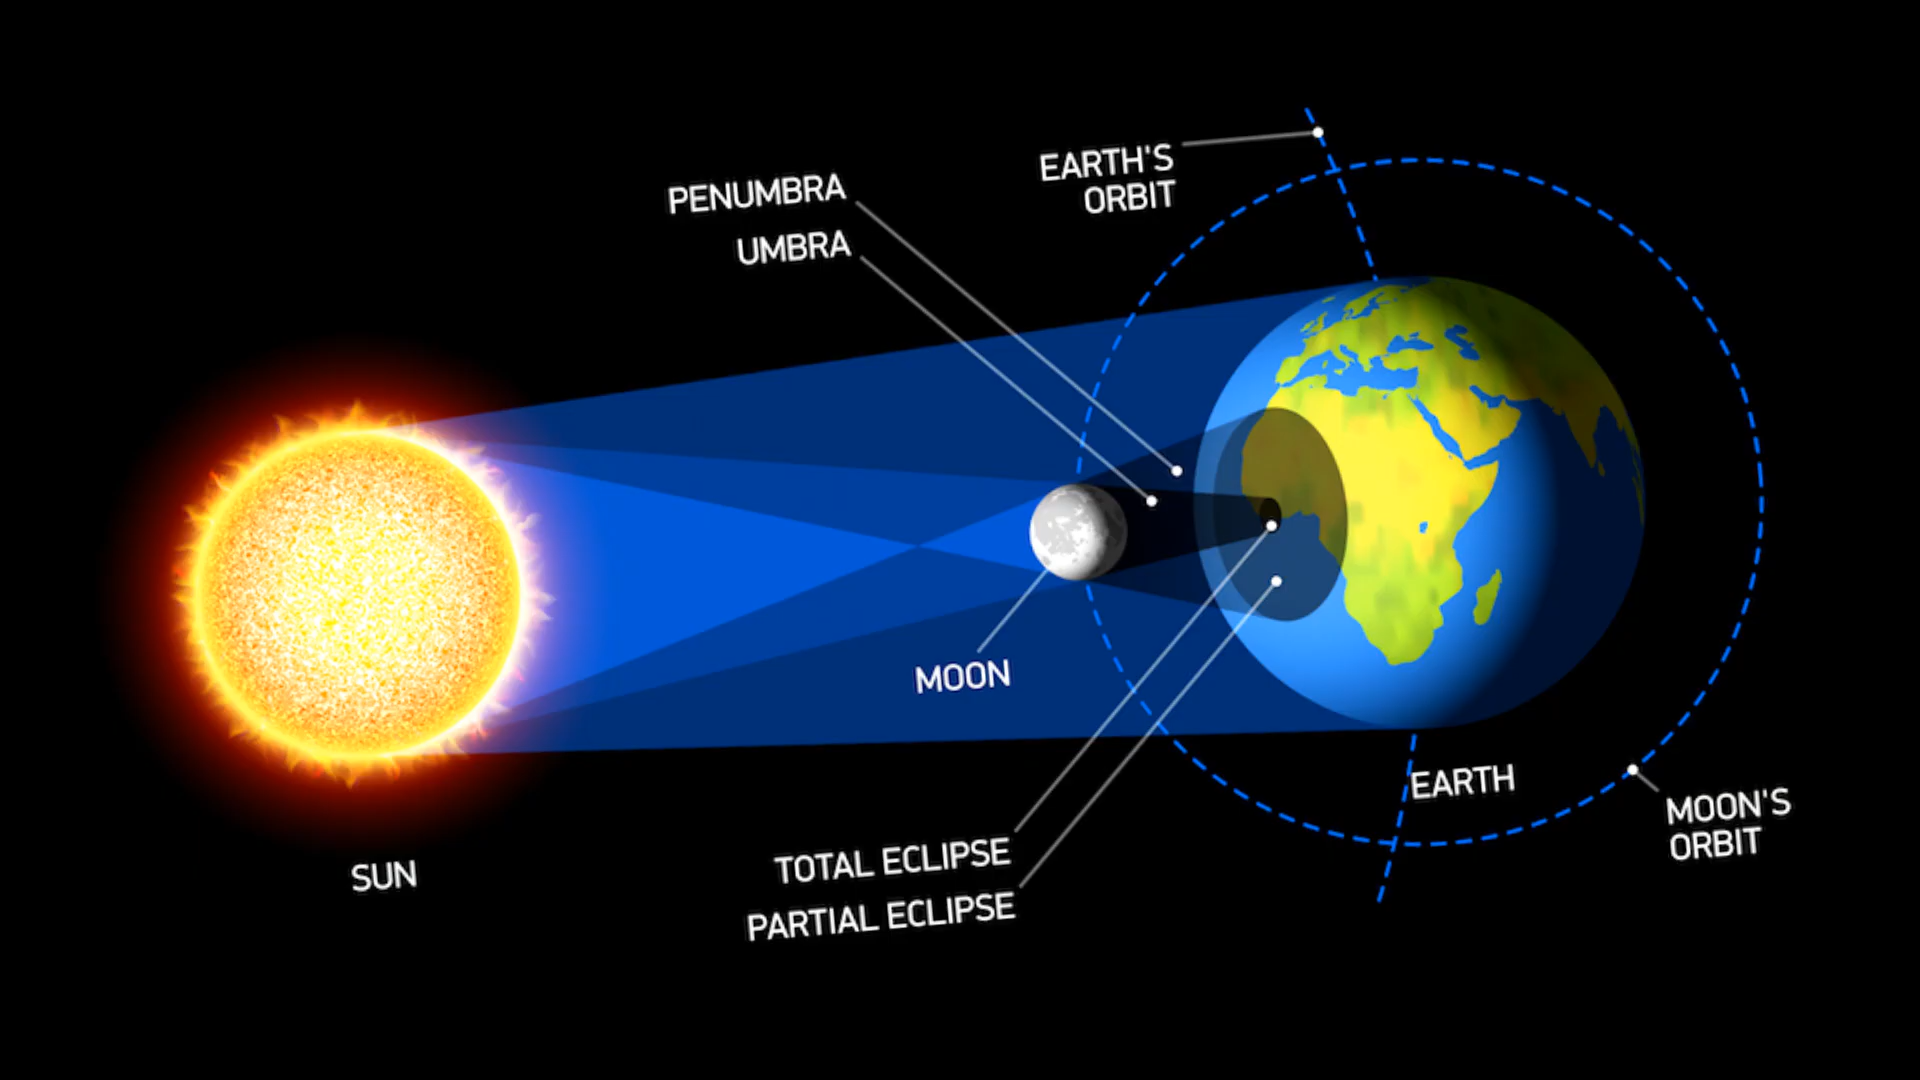 EARTH'S
ORBIT
PENUMBRA
UMBRA
MOON
EARTH
MOON'S
ORBIT
TOTAL ECLIPSE
PARTIAL ECLIPSE
SUN